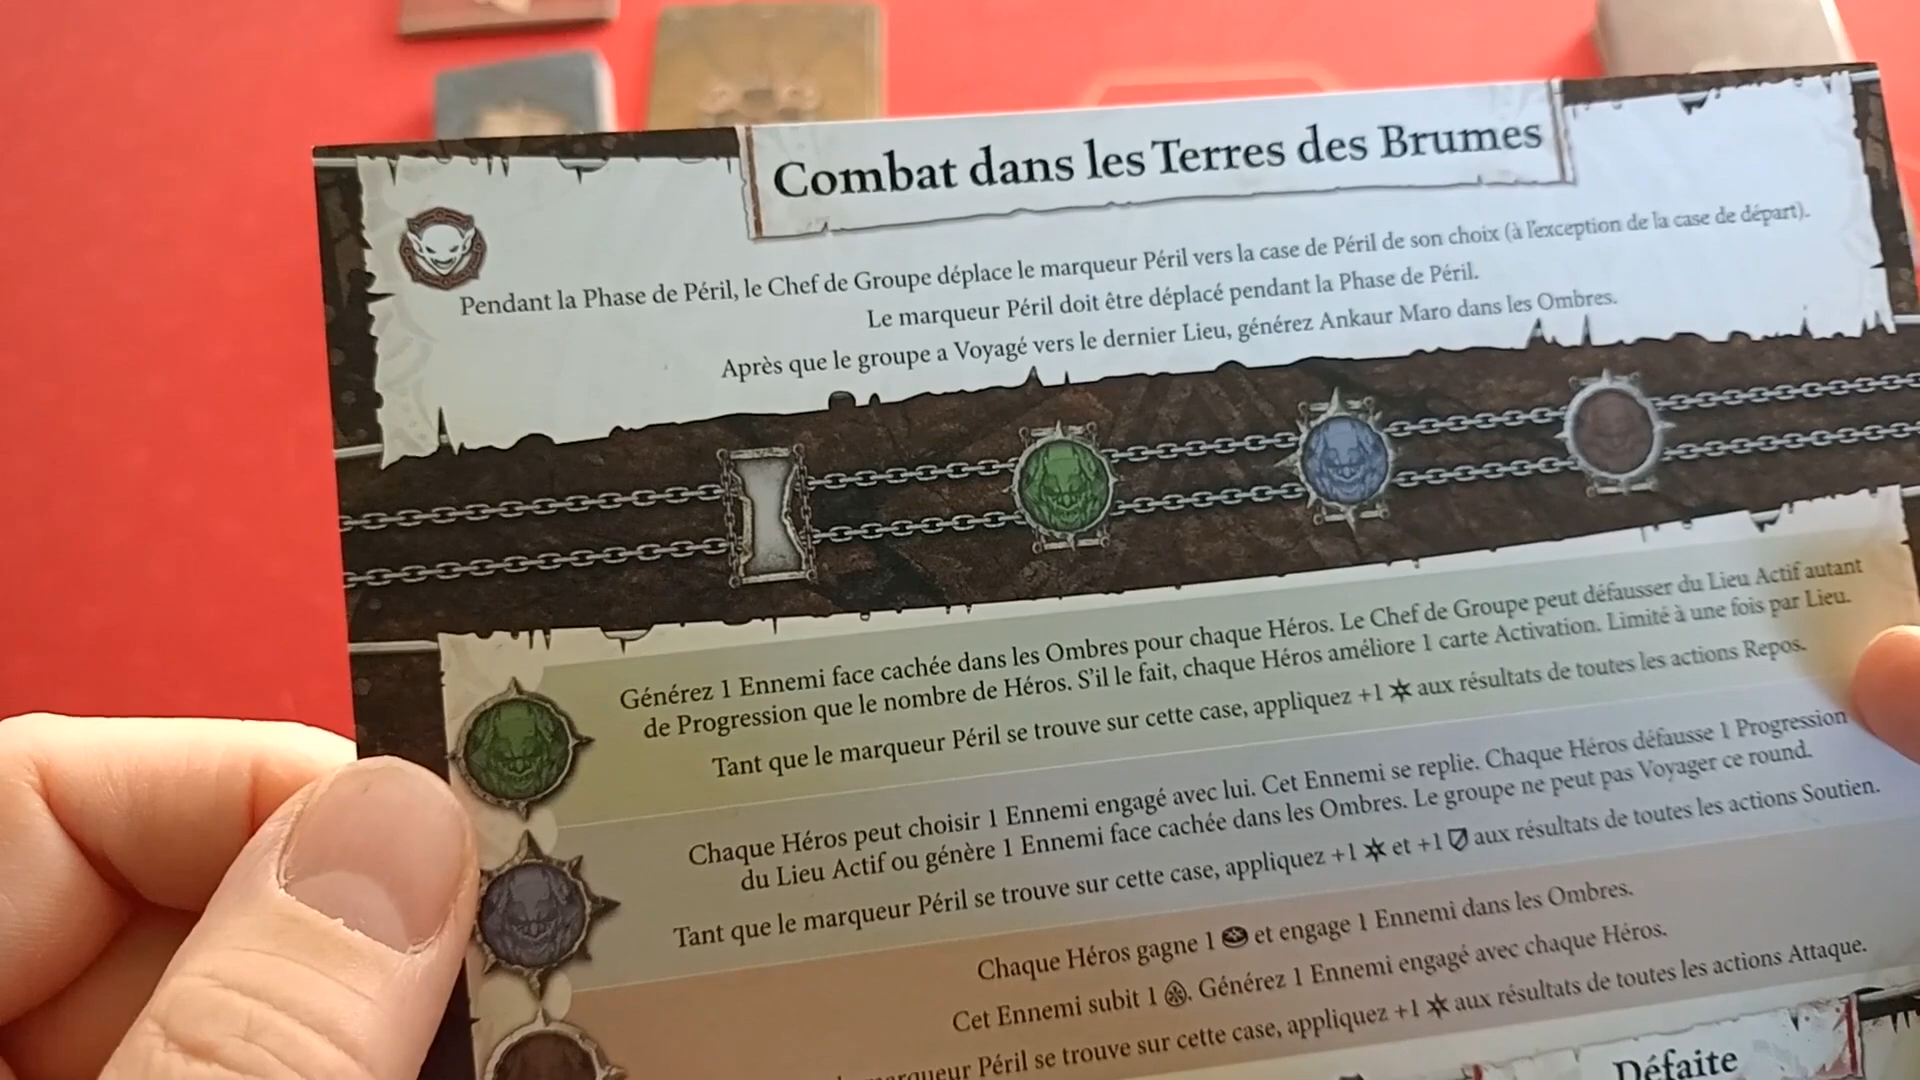 Combat dans les Terres des Brumes
Pendant la Phase de Péril, le Chef de Groupe déplace le marqueur Péril vers la case de Péril de son choix (à l'exception de la case de départ).
Le marqueur Péril doit être déplacé pendant la Phase de Péril.
Après que le groupe a Voyagé vers le dernier Lieu, générez Ankaur Maro dans les Ombres.
Générez 1 Ennemi face cachée dans les Ombres pour chaque Héros. Le Chef de Groupe peut défausser du Lieu Actif autant
de Progression que le nombre de Héros. S'il le fait, chaque Héros améliore 1 carte Activation. Limité à une fois par Lieu.
Tant que le marqueur Péril se trouve sur cette case, appliquez +1 aux résultats de toutes les actions Repos.
Chaque Héros peut choisir 1 Ennemi engagé avec lui. Cet Ennemi se replie. Chaque Héros défausse 1 Progression
du Lieu Actif ou génère 1 Ennemi face cachée dans les Ombres. Le groupe ne peut pas Voyager ce round.
Tant que le marqueur Péril se trouve sur cette case, appliquez +1 et +1 aux résultats de toutes les actions Soutien.
Chaque Héros gagne 1 et engage 1 Ennemi dans les Ombres.
Cet Ennemi subit 1 . Générez 1 Ennemi engagé avec chaque Héros.
Péril se trouve sur cette case, appliquez +1 aux résultats de toutes les actions Attaque.
Défaite